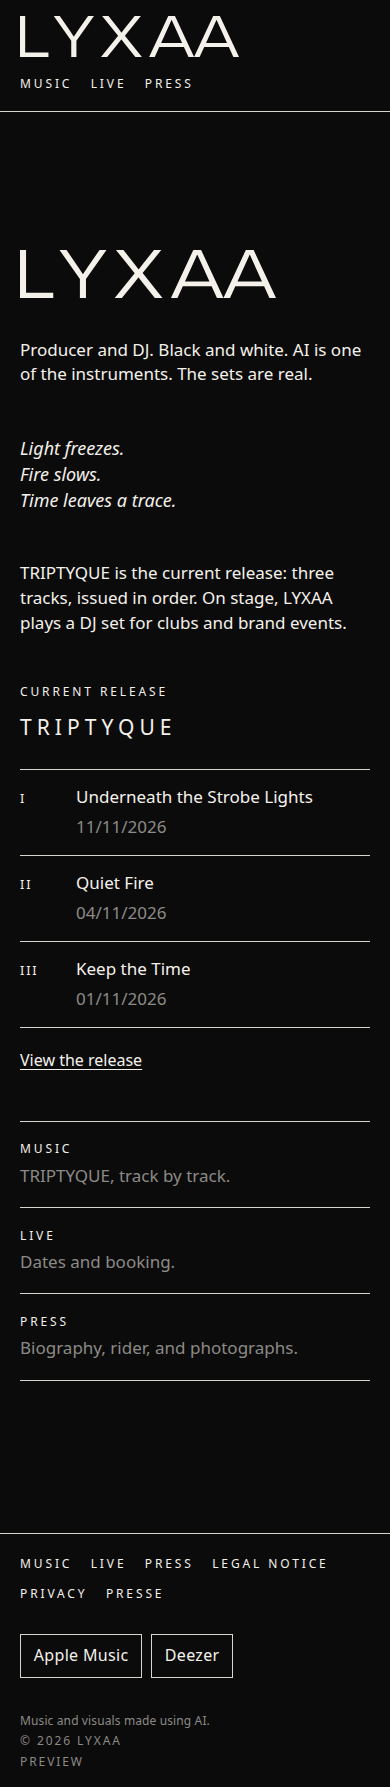 LYXAA
MUSIC LIVE PRESS
LYXAA
Producer and DJ. Black and white. AI is one
of the instruments. The sets are real.
Light freezes.
Fire slows.
Time leaves a trace.
TRIPTYQUE is the current release: three
tracks, issued in order. On stage, LYXAA
plays a DJ set for clubs and brand events.
CURRENT RELEASE
TRIPTYQUE
I Underneath the Strobe Lights
11/11/2026
II Quiet Fire
04/11/2026
III Keep the Time
01/11/2026
View the release
MUSIC
TRIPTYQUE, track by track.
LIVE
Dates and booking.
PRESS
Biography, rider, and photographs.
MUSIC LIVE PRESS LEGAL NOTICE
PRIVACY PRESSE
Apple Music Deezer
Music and visuals made using AI.
© 2026 LYXAA
PREVIEW